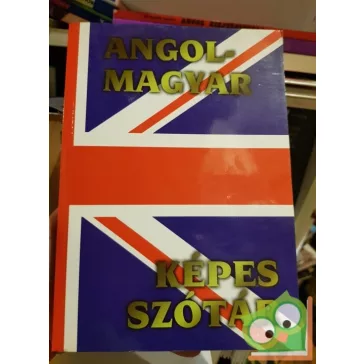 ANGOL-
MAGYAR
KÉPES
SZÓTÁR